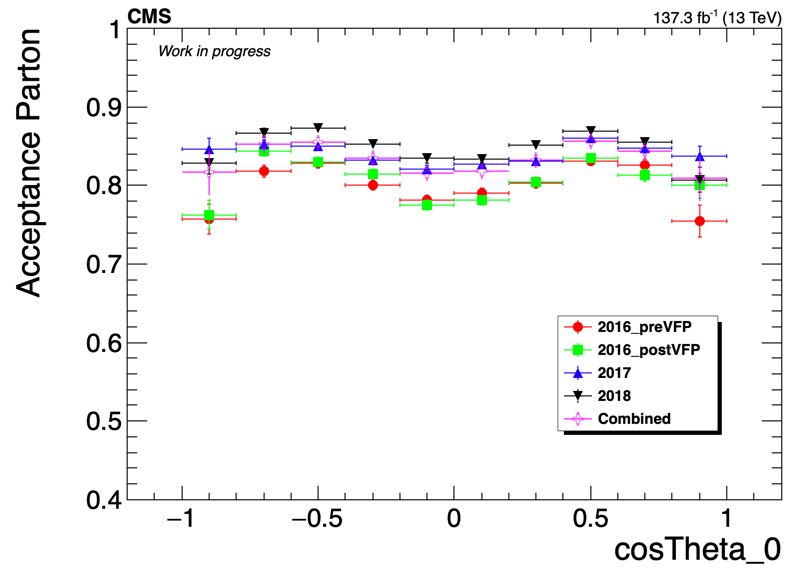 CMS
137.3 fb-1 (13 TeV)
Work in progress
Acceptance Parton
1
0.9
0.8
0.7
0.6
0.5
0.4
2016_preVFP
2016_postVFP
2017
2018
Combined
−1
−0.5
0
0.5
1
cosTheta_0